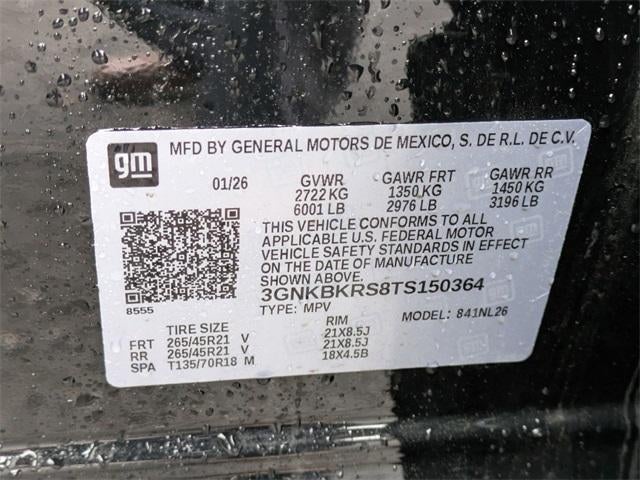 gm
MFD BY GENERAL MOTORS DE MEXICO, S. DE R.L. DE C.V.
01/26 GVWR GAWR FRT GAWR RR
2722 KG 1350 KG 1450 KG
6001 LB 2976 LB 3196 LB
THIS VEHICLE CONFORMS TO ALL
APPLICABLE U.S. FEDERAL MOTOR
VEHICLE SAFETY STANDARDS IN EFFECT
ON THE DATE OF MANUFACTURE
SHOWN ABOVE.
3GNKBKRS8TS150364
8555 TYPE: MPV MODEL: 841NL26
TIRE SIZE RIM
FRT 265/45R21 V 21X8.5J
RR 265/45R21 V 21X8.5J
SPA T135/70R18 M 18X4.5B